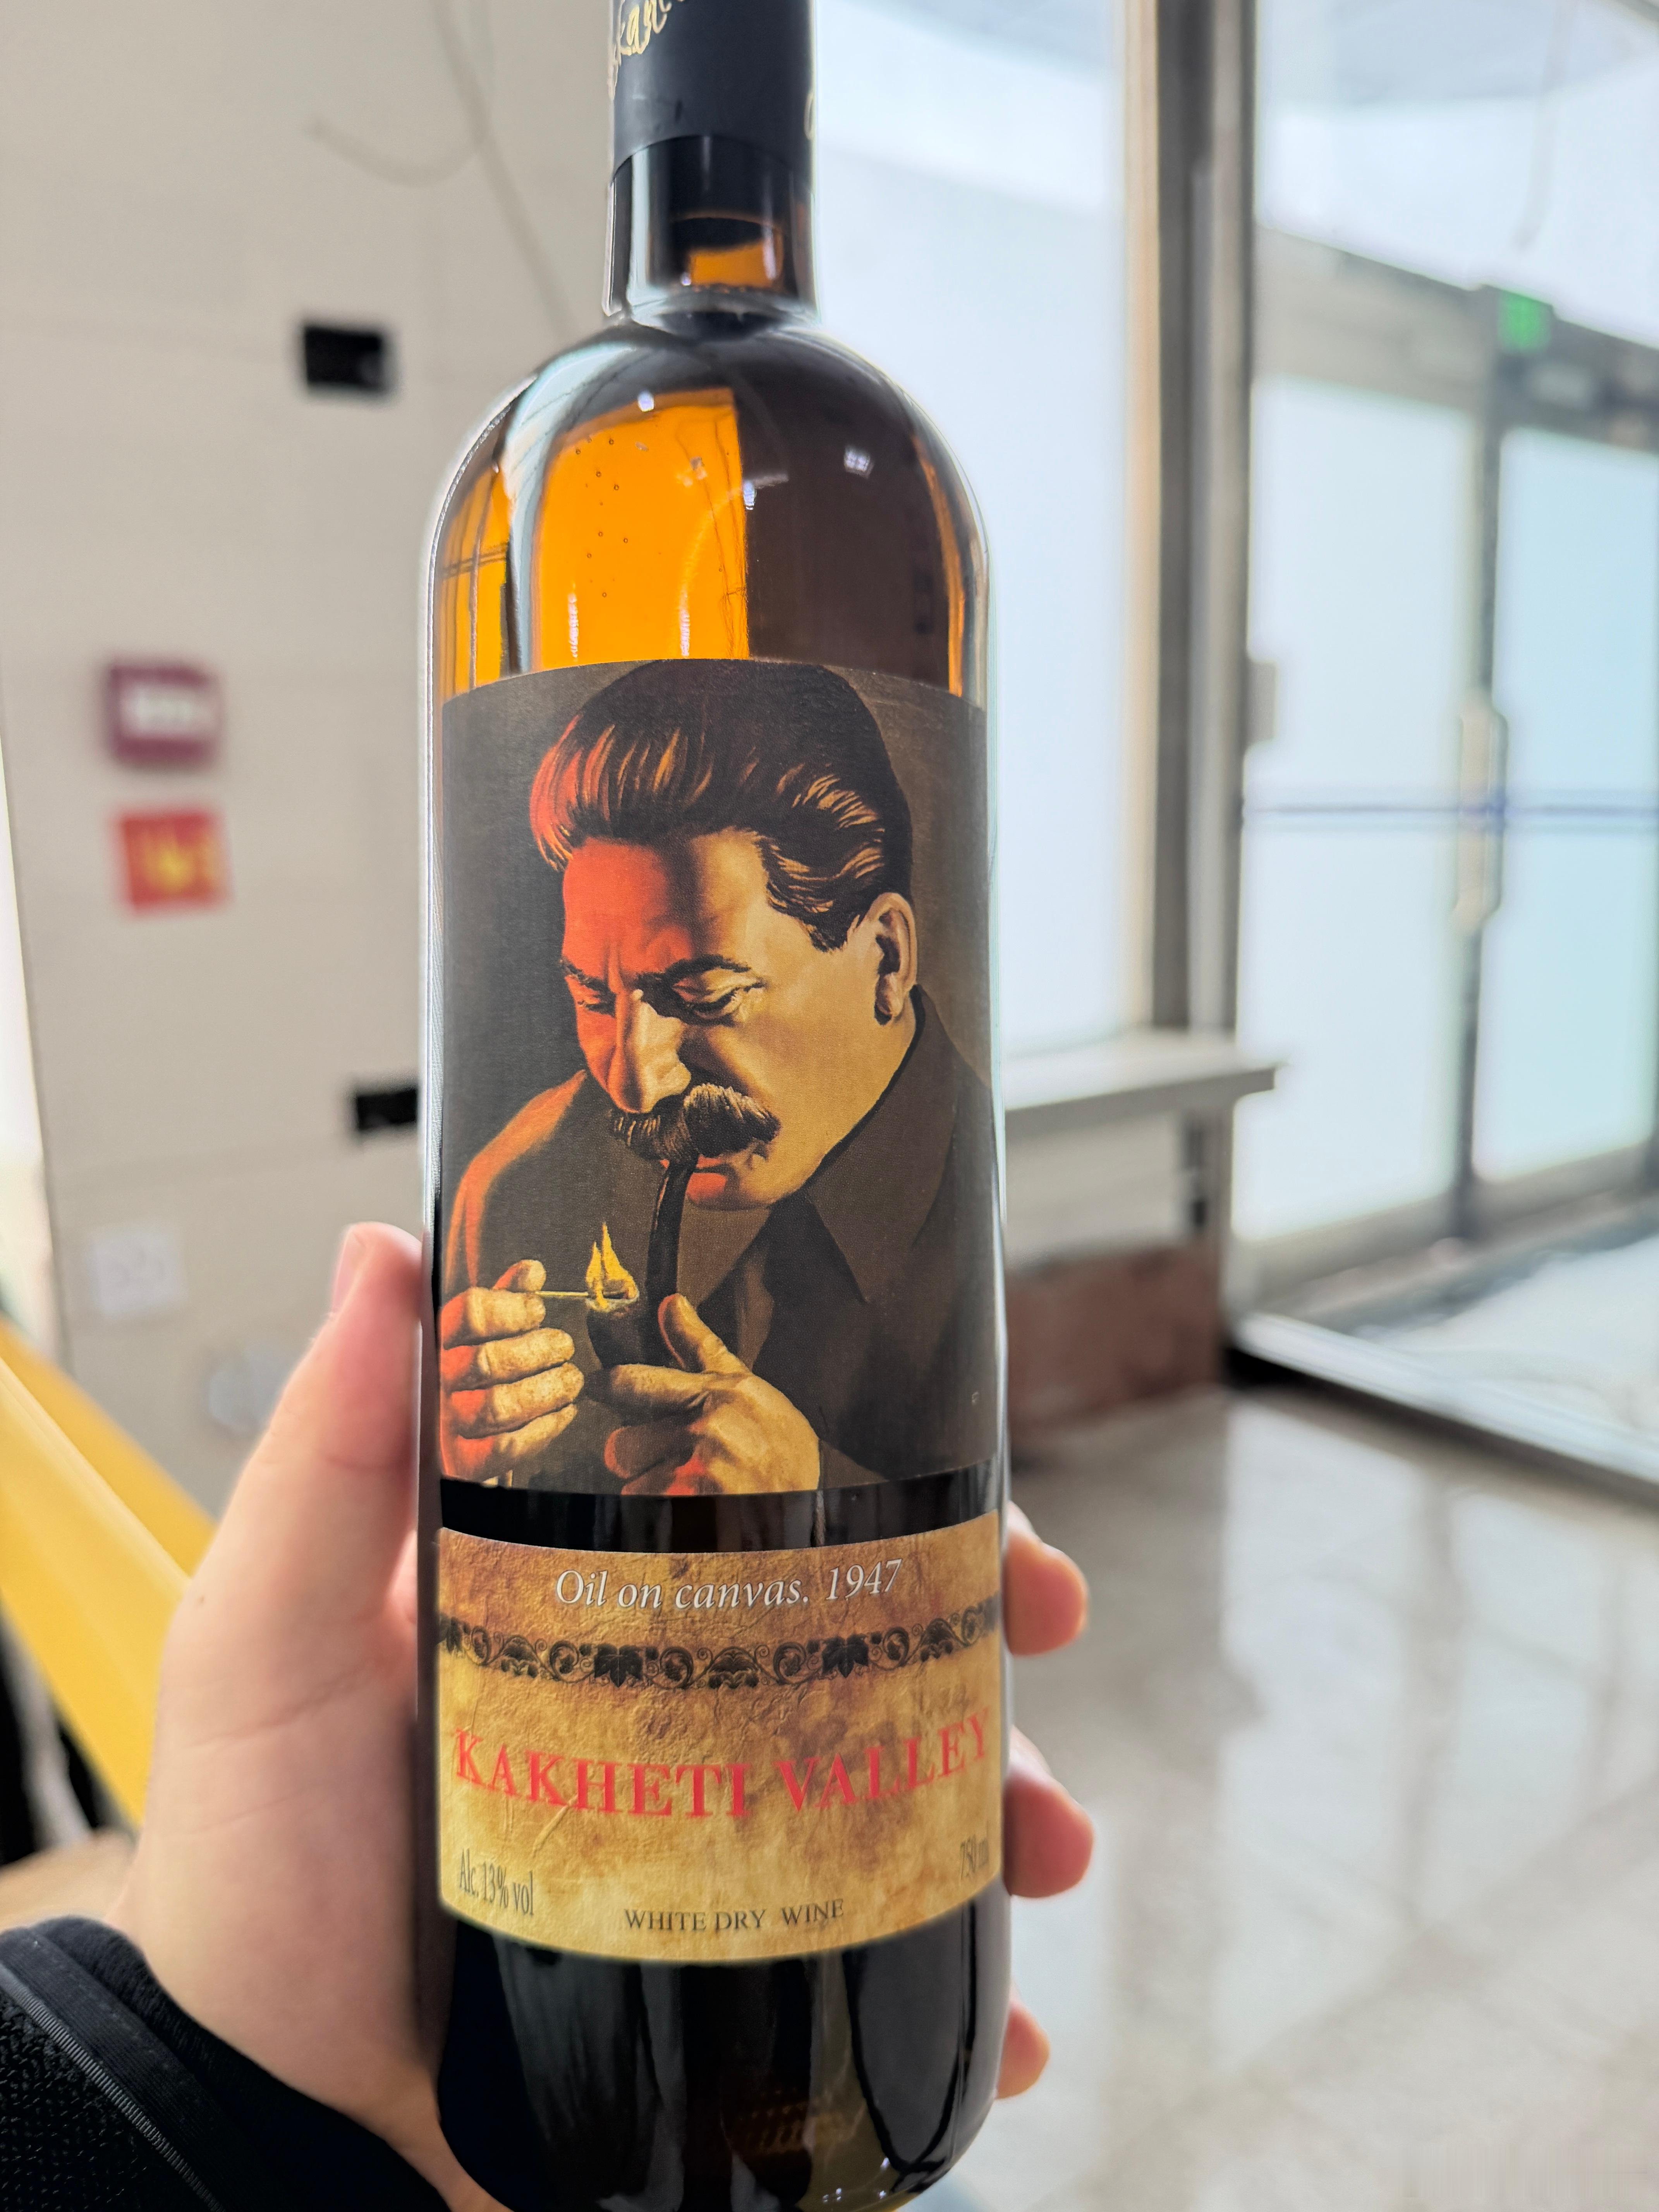 Oil on canvas. 1947
KAKHETI VALLEY
Alc. 13% vol
750 ml
WHITE DRY WINE